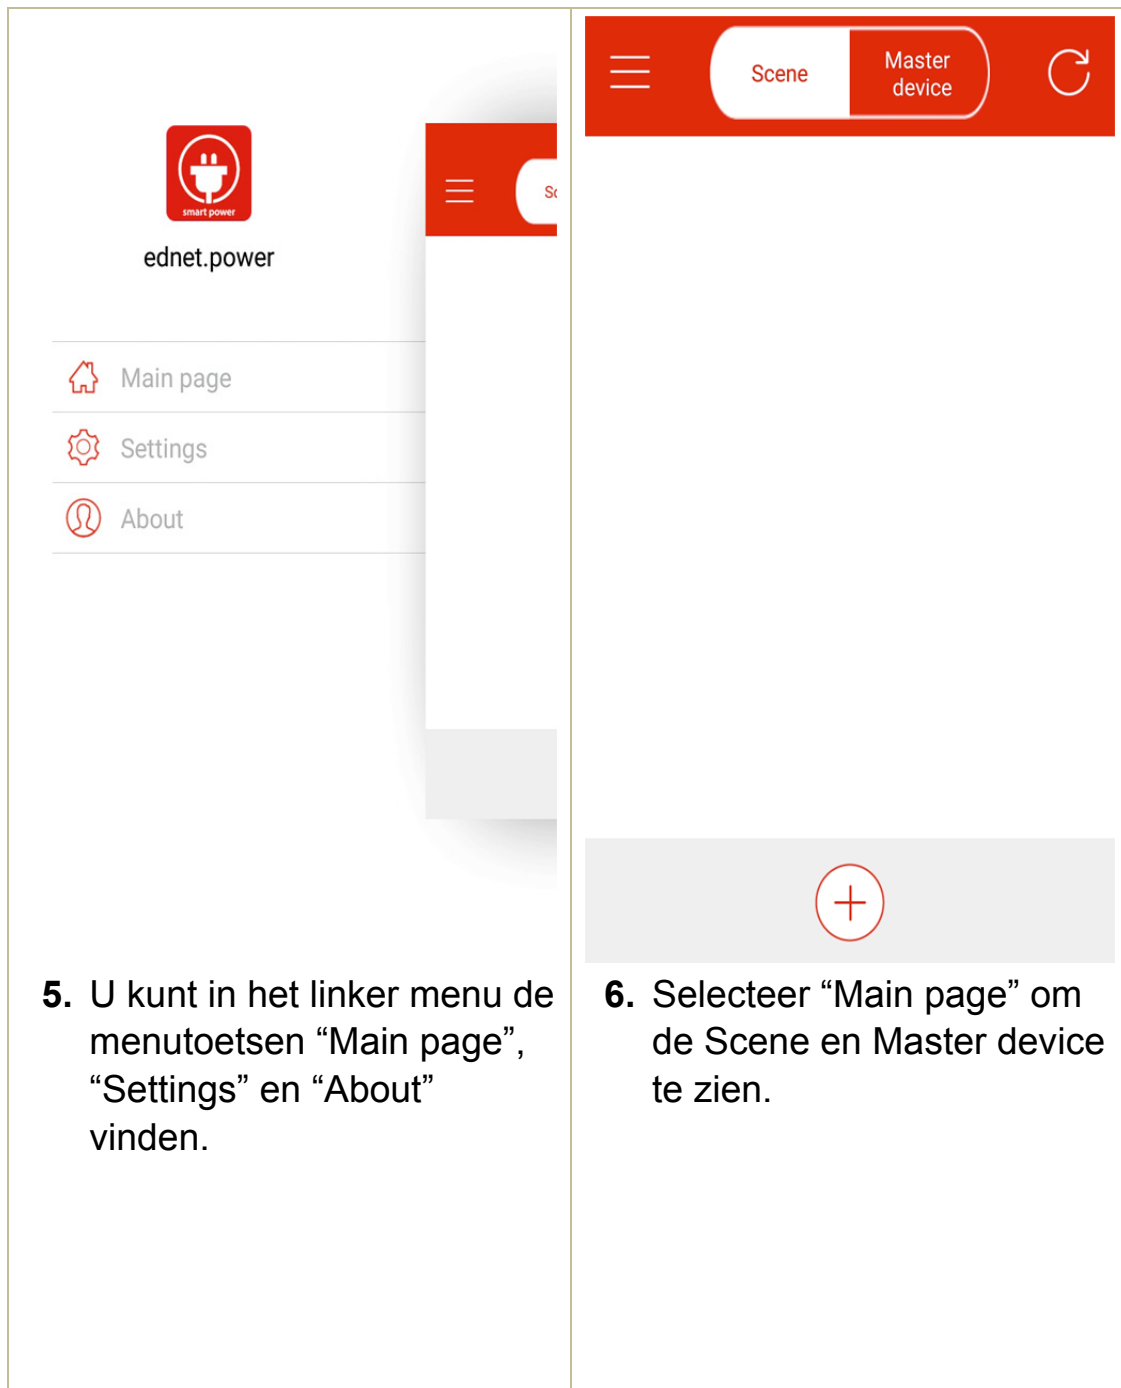 smart power
ednet.power
Main page
Settings
About
Sc
5. U kunt in het linker menu de
menutoetsen “Main page”,
“Settings” en “About”
vinden.
Scene
Master
device
6. Selecteer “Main page” om
de Scene en Master device
te zien.